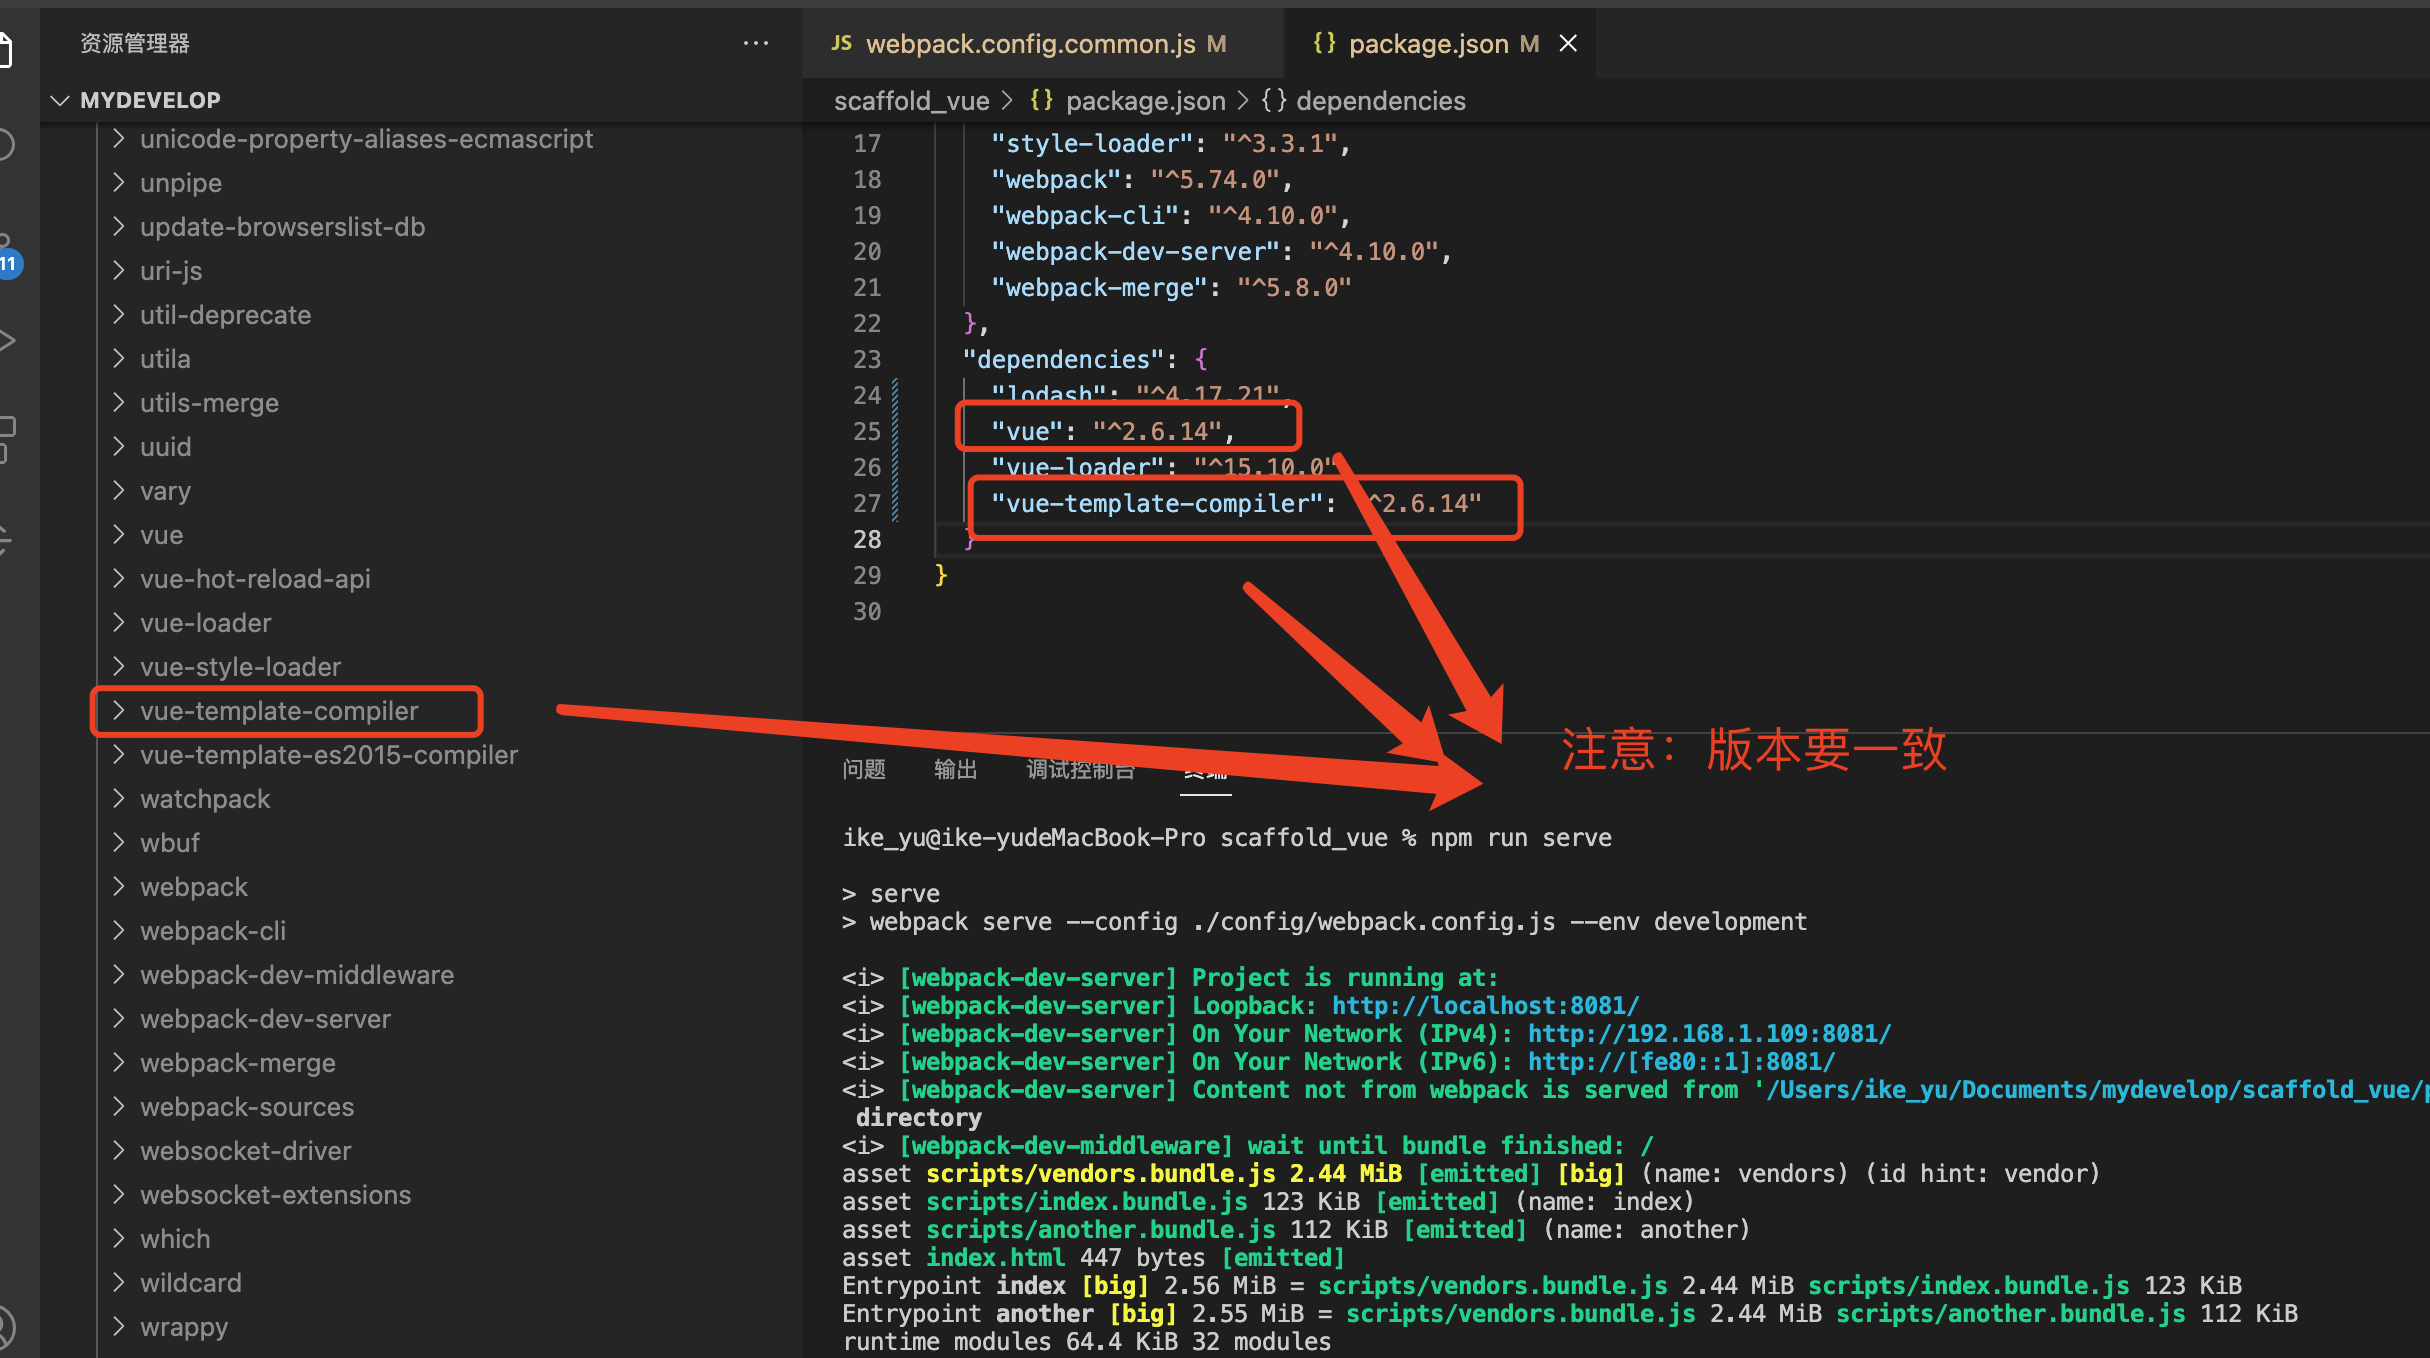 资源管理器
MYDEVELOP
unicode-property-aliases-ecmascript
unpipe
update-browserslist-db
11
uri-js
util-deprecate
utila
utils-merge
uuid
vary
vue
vue-hot-reload-api
vue-loader
vue-style-loader
vue-template-compiler
vue-template-es2015-compiler
watchpack
wbuf
webpack
webpack-cli
webpack-dev-middleware
webpack-dev-server
webpack-merge
webpack-sources
websocket-driver
websocket-extensions
which
wildcard
wrappy
JS webpack.config.common.js M
{} package.json M
scaffold_vue > {} package.json > {} dependencies
17 "style-loader": "^3.3.1",
18 "webpack": "^5.74.0",
19 "webpack-cli": "^4.10.0",
20 "webpack-dev-server": "^4.10.0",
21 "webpack-merge": "^5.8.0"
22 },
23 "dependencies": {
24 "lodash": "^4.17.21",
25 "vue": "^2.6.14",
26 "vue-loader": "^15.10.0"
27 "vue-template-compiler": ^2.6.14"
28 }
29 }
30
注意：版本要一致
问题 输出 调试控制台 终端
ike_yu@ike-yudeMacBook-Pro scaffold_vue % npm run serve
> serve
> webpack serve --config ./config/webpack.config.js --env development
<i> [webpack-dev-server] Project is running at:
<i> [webpack-dev-server] Loopback: http://localhost:8081/
<i> [webpack-dev-server] On Your Network (IPv4): http://192.168.1.109:8081/
<i> [webpack-dev-server] On Your Network (IPv6): http://[fe80::1]:8081/
<i> [webpack-dev-server] Content not from webpack is served from '/Users/ike_yu/Documents/mydevelop/scaffold_vue/p
directory
<i> [webpack-dev-middleware] wait until bundle finished: /
asset scripts/vendors.bundle.js 2.44 MiB [emitted] [big] (name: vendors) (id hint: vendor)
asset scripts/index.bundle.js 123 KiB [emitted] (name: index)
asset scripts/another.bundle.js 112 KiB [emitted] (name: another)
asset index.html 447 bytes [emitted]
Entrypoint index [big] 2.56 MiB = scripts/vendors.bundle.js 2.44 MiB scripts/index.bundle.js 123 KiB
Entrypoint another [big] 2.55 MiB = scripts/vendors.bundle.js 2.44 MiB scripts/another.bundle.js 112 KiB
runtime modules 64.4 KiB 32 modules